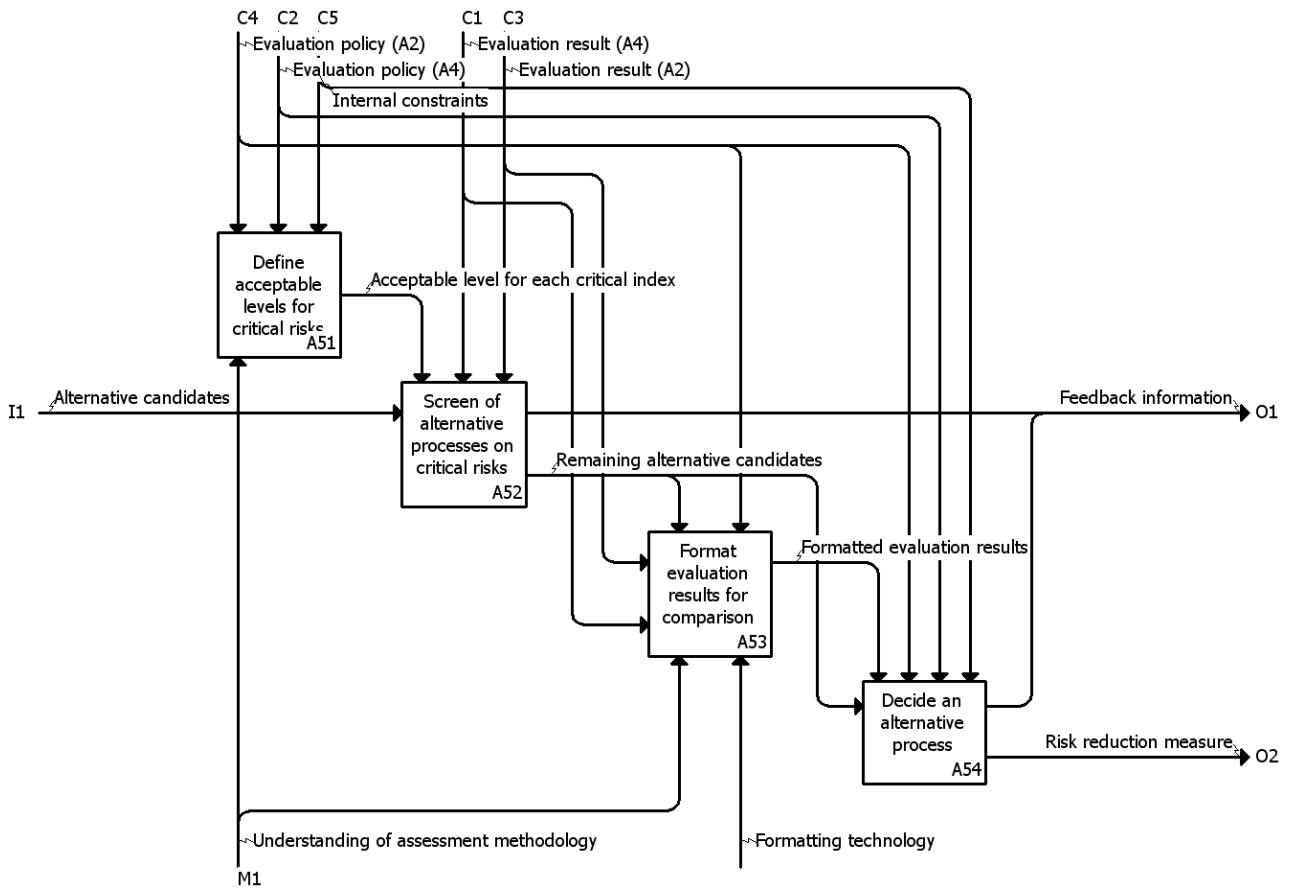 C4 C2 C5 C1 C3
Evaluation policy (A2) Evaluation result (A4)
Evaluation policy (A4) Evaluation result (A2)
Internal constraints
Define
acceptable
levels for
critical risks
A51
Acceptable level for each critical index
I1 Alternative candidates
Screen of
alternative
processes on
critical risks
A52
Feedback information O1
Remaining alternative candidates
Format
evaluation
results for
comparison
A53
Formatted evaluation results
Decide an
alternative
process
A54
Risk reduction measure O2
Understanding of assessment methodology Formatting technology
M1